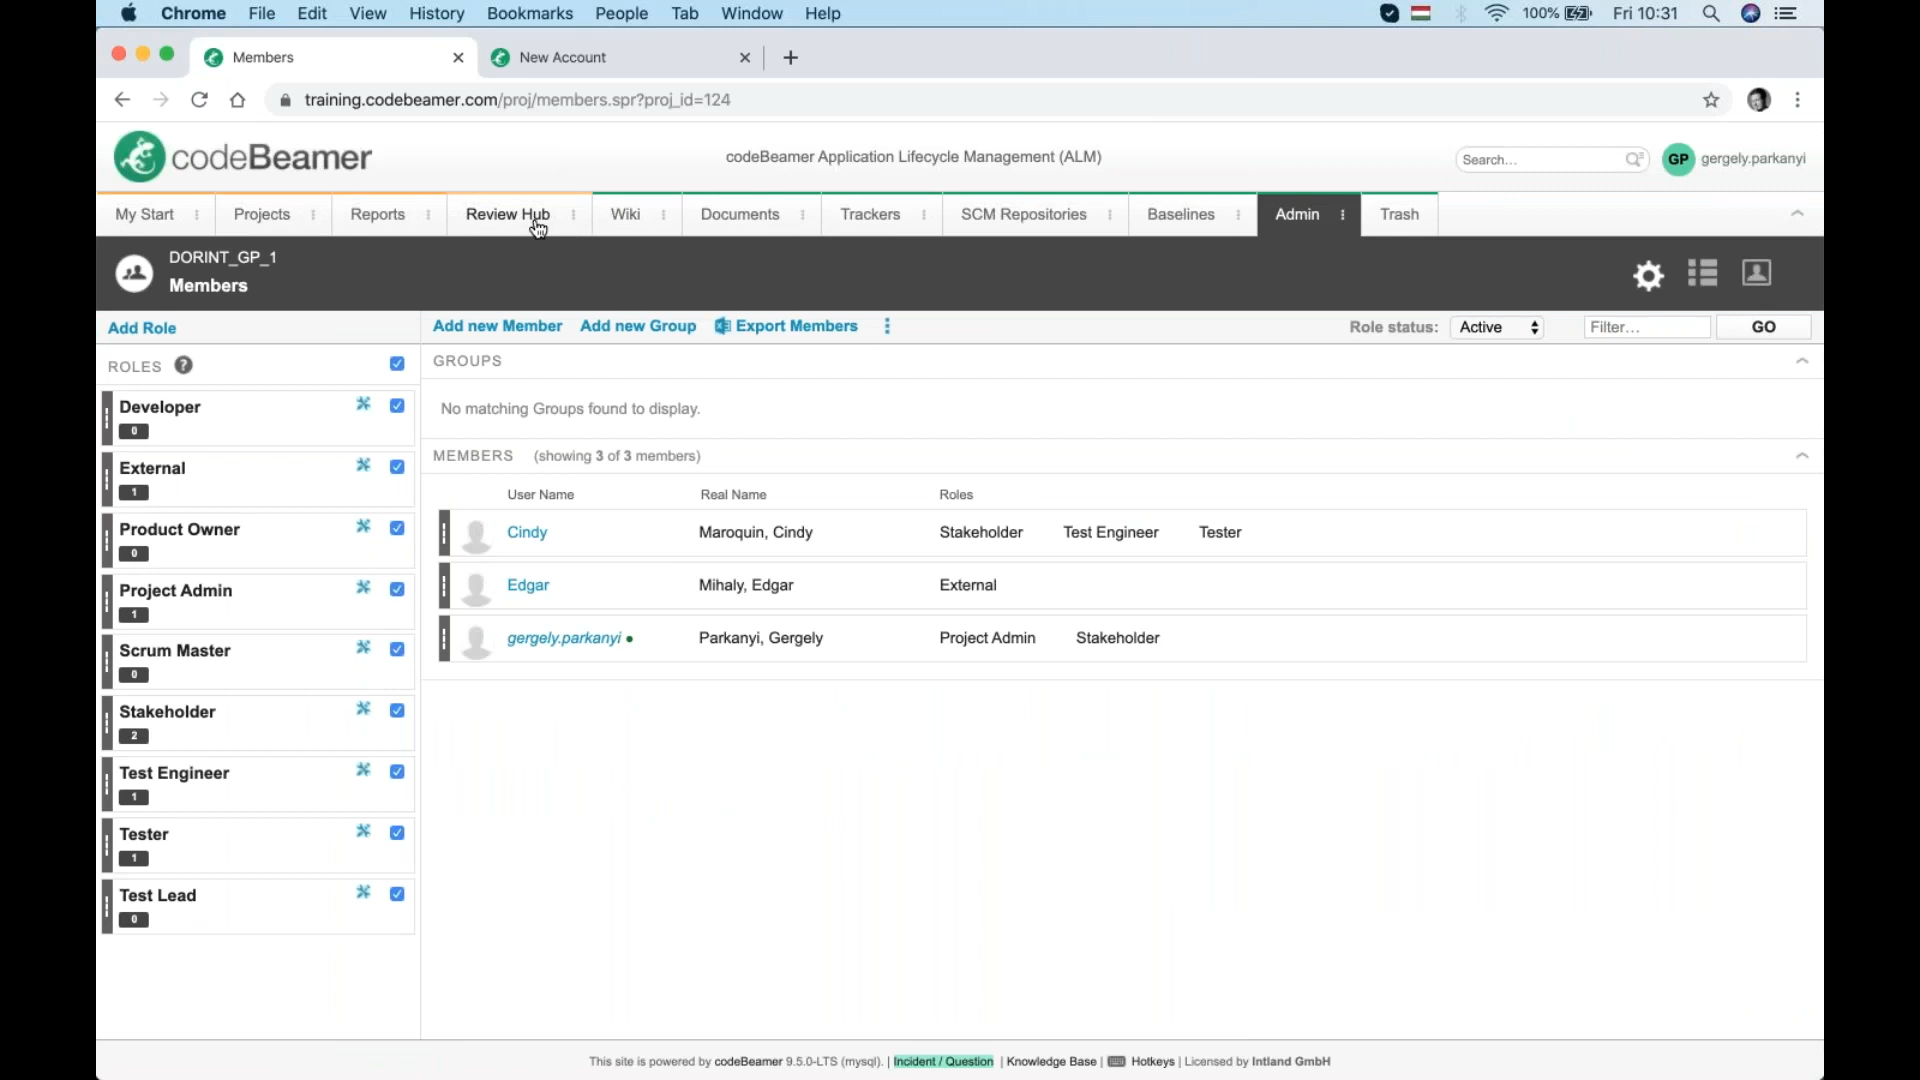 Chrome File Edit View History Bookmarks People Tab Window Help 100% Fri 10:31
Members New Account
training.codebeamer.com/proj/members.spr?proj_id=124
codeBeamer codeBeamer Application Lifecycle Management (ALM) Search... GP gergely.parkanyi
My Start Projects Reports Review Hub Wiki Documents Trackers SCM Repositories Baselines Admin Trash
DORINT_GP_1
Members
Add Role Add new Member Add new Group Export Members Role status: Active Filter... GO
ROLES ?
Developer
0
External
1
Product Owner
0
Project Admin
1
Scrum Master
0
Stakeholder
2
Test Engineer
1
Tester
1
Test Lead
0
GROUPS
No matching Groups found to display.
MEMBERS (showing 3 of 3 members)
User Name Real Name Roles
Cindy Maroquin, Cindy Stakeholder Test Engineer Tester
Edgar Mihaly, Edgar External
gergely.parkanyi Parkanyi, Gergely Project Admin Stakeholder
This site is powered by codeBeamer 9.5.0-LTS (mysql). | Incident / Question | Knowledge Base | Hotkeys | Licensed by Intland GmbH